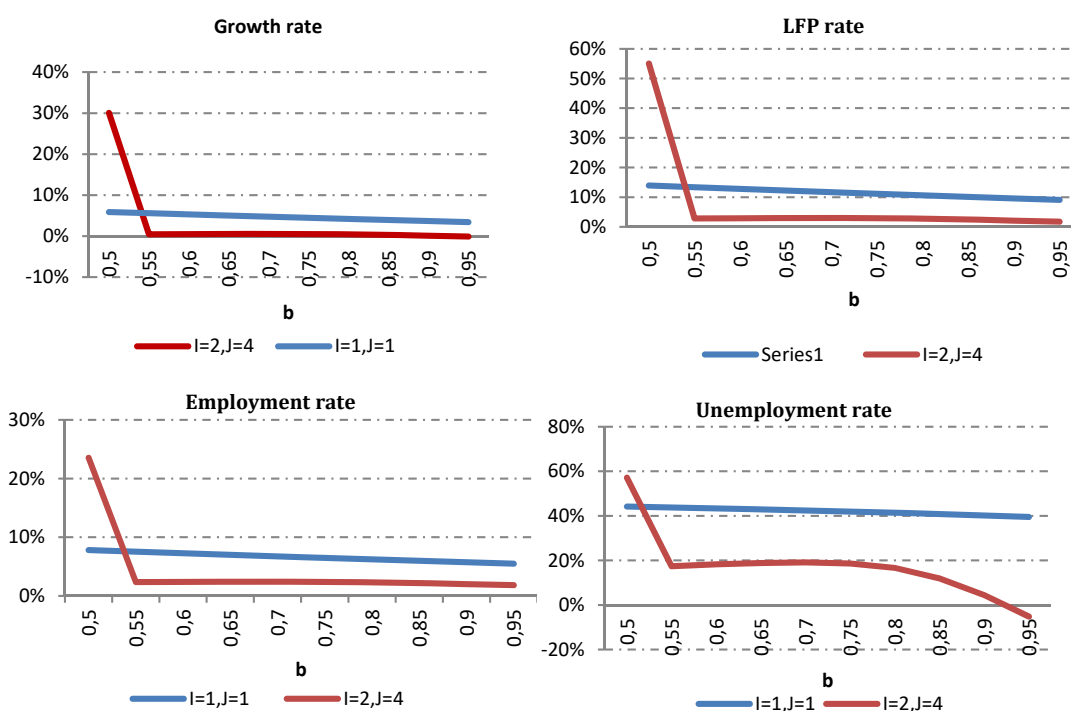 Growth rate
40%
30%
20%
10%
0%
-10%
0,5 0,55 0,6 0,65 0,7 0,75 0,8 0,85 0,9 0,95
b
I=2,J=4 I=1,J=1
LFP rate
60%
50%
40%
30%
20%
10%
0%
0,5 0,55 0,6 0,65 0,7 0,75 0,8 0,85 0,9 0,95
b
Series1 I=2,J=4
Employment rate
30%
20%
10%
0%
0,5 0,55 0,6 0,65 0,7 0,75 0,8 0,85 0,9 0,95
b
I=1,J=1 I=2,J=4
Unemployment rate
80%
60%
40%
20%
0%
-20%
0,5 0,55 0,6 0,65 0,7 0,75 0,8 0,85 0,9 0,95
b
I=1,J=1 I=2,J=4